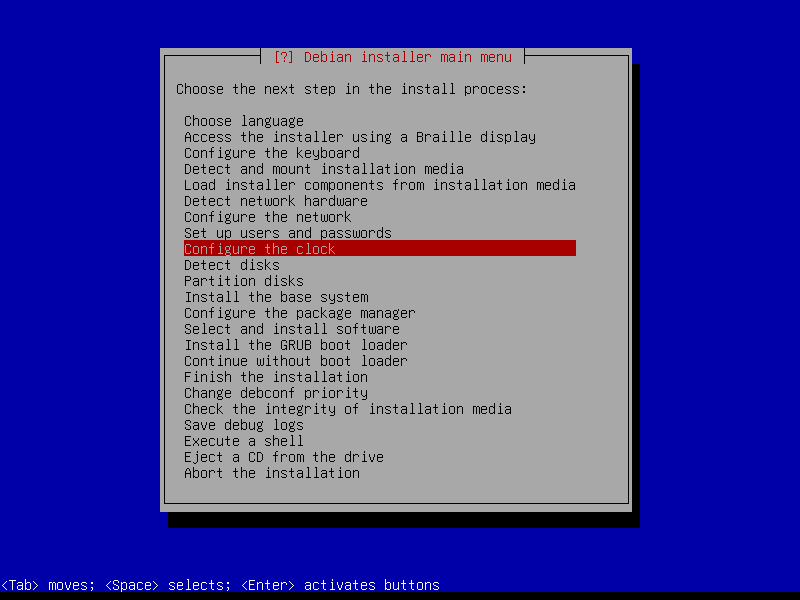 [?] Debian installer main menu
Choose the next step in the install process:
Choose language
Access the installer using a Braille display
Configure the keyboard
Detect and mount installation media
Load installer components from installation media
Detect network hardware
Configure the network
Set up users and passwords
Configure the clock
Detect disks
Partition disks
Install the base system
Configure the package manager
Select and install software
Install the GRUB boot loader
Continue without boot loader
Finish the installation
Change debconf priority
Check the integrity of installation media
Save debug logs
Execute a shell
Eject a CD from the drive
Abort the installation
<Tab> moves; <Space> selects; <Enter> activates buttons